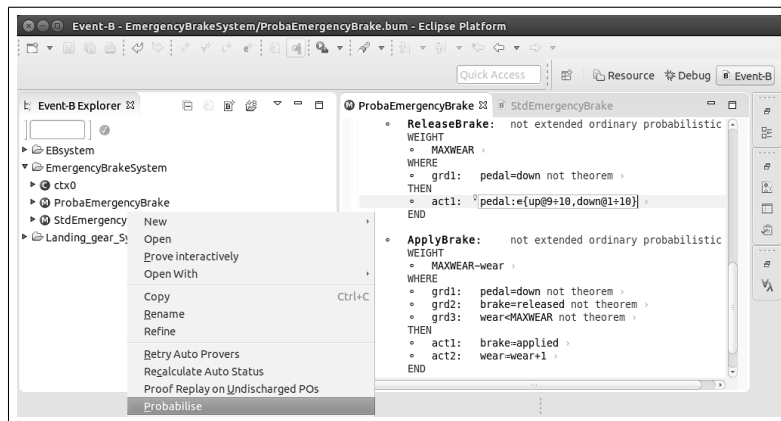 Event-B - EmergencyBrakeSystem/ProbaEmergencyBrake.bum - Eclipse Platform
Quick Access
Resource
Debug
Event-B
Event-B Explorer
EBsystem
EmergencyBrakeSystem
ctx0
ProbaEmergencyBrake
StdEmergency
Landing_gear_Sy
New
Open
Prove interactively
Open With
Copy Ctrl+C
Rename
Refine
Retry Auto Provers
Recalculate Auto Status
Proof Replay on Undischarged POs
Probabilise
ProbaEmergencyBrake
StdEmergencyBrake
ReleaseBrake: not extended ordinary probabilistic
WEIGHT
MAXWEAR ›
WHERE
grd1: pedal=down not theorem ›
THEN
act1: pedal:∈{up@9÷10,down@1÷10} ›
END
ApplyBrake: not extended ordinary probabilistic
WEIGHT
MAXWEAR−wear ›
WHERE
grd1: pedal=down not theorem ›
grd2: brake=released not theorem ›
grd3: wear<MAXWEAR not theorem ›
THEN
act1: brake≔applied ›
act2: wear≔wear+1 ›
END